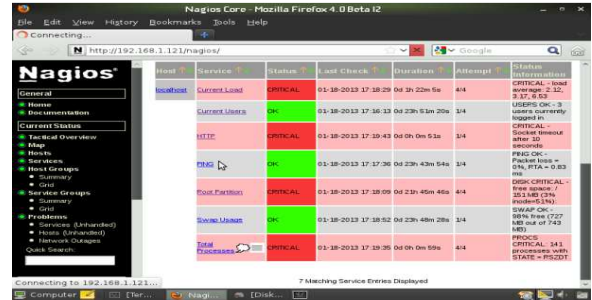 Nagios Core - Mozilla Firefox 4.0 Beta 12
File Edit View History Bookmarks Tools Help
Connecting...
http://192.168.1.121/nagios/
Google
Nagios®
General
Home
Documentation
Current Status
Tactical Overview
Map
Hosts
Services
Host Groups
Summary
Grid
Service Groups
Summary
Grid
Problems
Services (Unhandled)
Hosts (Unhandled)
Network Outages
Quick Search:
Host Service Status Last Check Duration Attempt Status Information
localhost Current Load CRITICAL 01-18-2013 17:18:29 0d 1h 22m 5s 4/4 CRITICAL - load average: 2.12, 3.17, 6.53
Current Users OK 01-18-2013 17:16:13 0d 23h 51m 20s 1/4 USERS OK - 3 users currently logged in
HTTP CRITICAL 01-18-2013 17:19:43 0d 0h 0m 51s 1/4 CRITICAL - Socket timeout after 10 seconds
PING OK 01-18-2013 17:17:36 0d 23h 43m 54s 1/4 PING OK - Packet loss = 0%, RTA = 0.83 ms
Root Partition CRITICAL 01-18-2013 17:18:09 0d 21h 45m 46s 4/4 DISK CRITICAL - free space: / 151 MB (3% inode=51%):
Swap Usage OK 01-18-2013 17:18:52 0d 23h 48m 28s 1/4 SWAP OK - 98% free (727 MB out of 743 MB)
Total Processes CRITICAL 01-18-2013 17:19:35 0d 0h 0m 59s 4/4 PROCS CRITICAL: 141 processes with STATE = RSZDT
7 Matching Service Entries Displayed
Connecting to 192.168.1.121...
Computer [Ter... Nagi... [Disk...